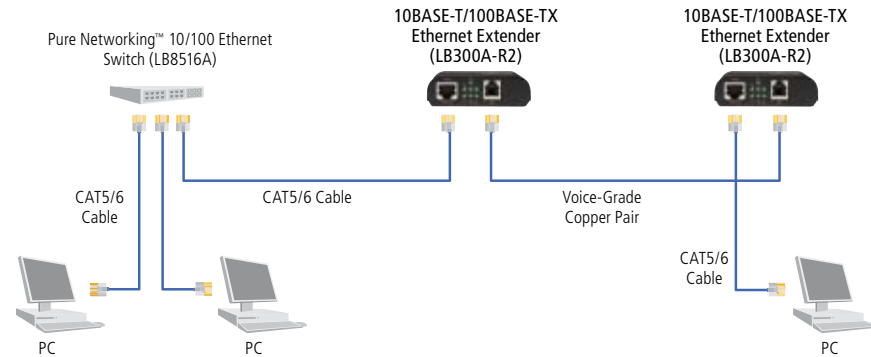 Pure Networking™ 10/100 Ethernet
Switch (LB8516A)
10BASE-T/100BASE-TX
Ethernet Extender
(LB300A-R2)
10BASE-T/100BASE-TX
Ethernet Extender
(LB300A-R2)
CAT5/6
Cable
CAT5/6 Cable
Voice-Grade
Copper Pair
CAT5/6
Cable
PC
PC
PC